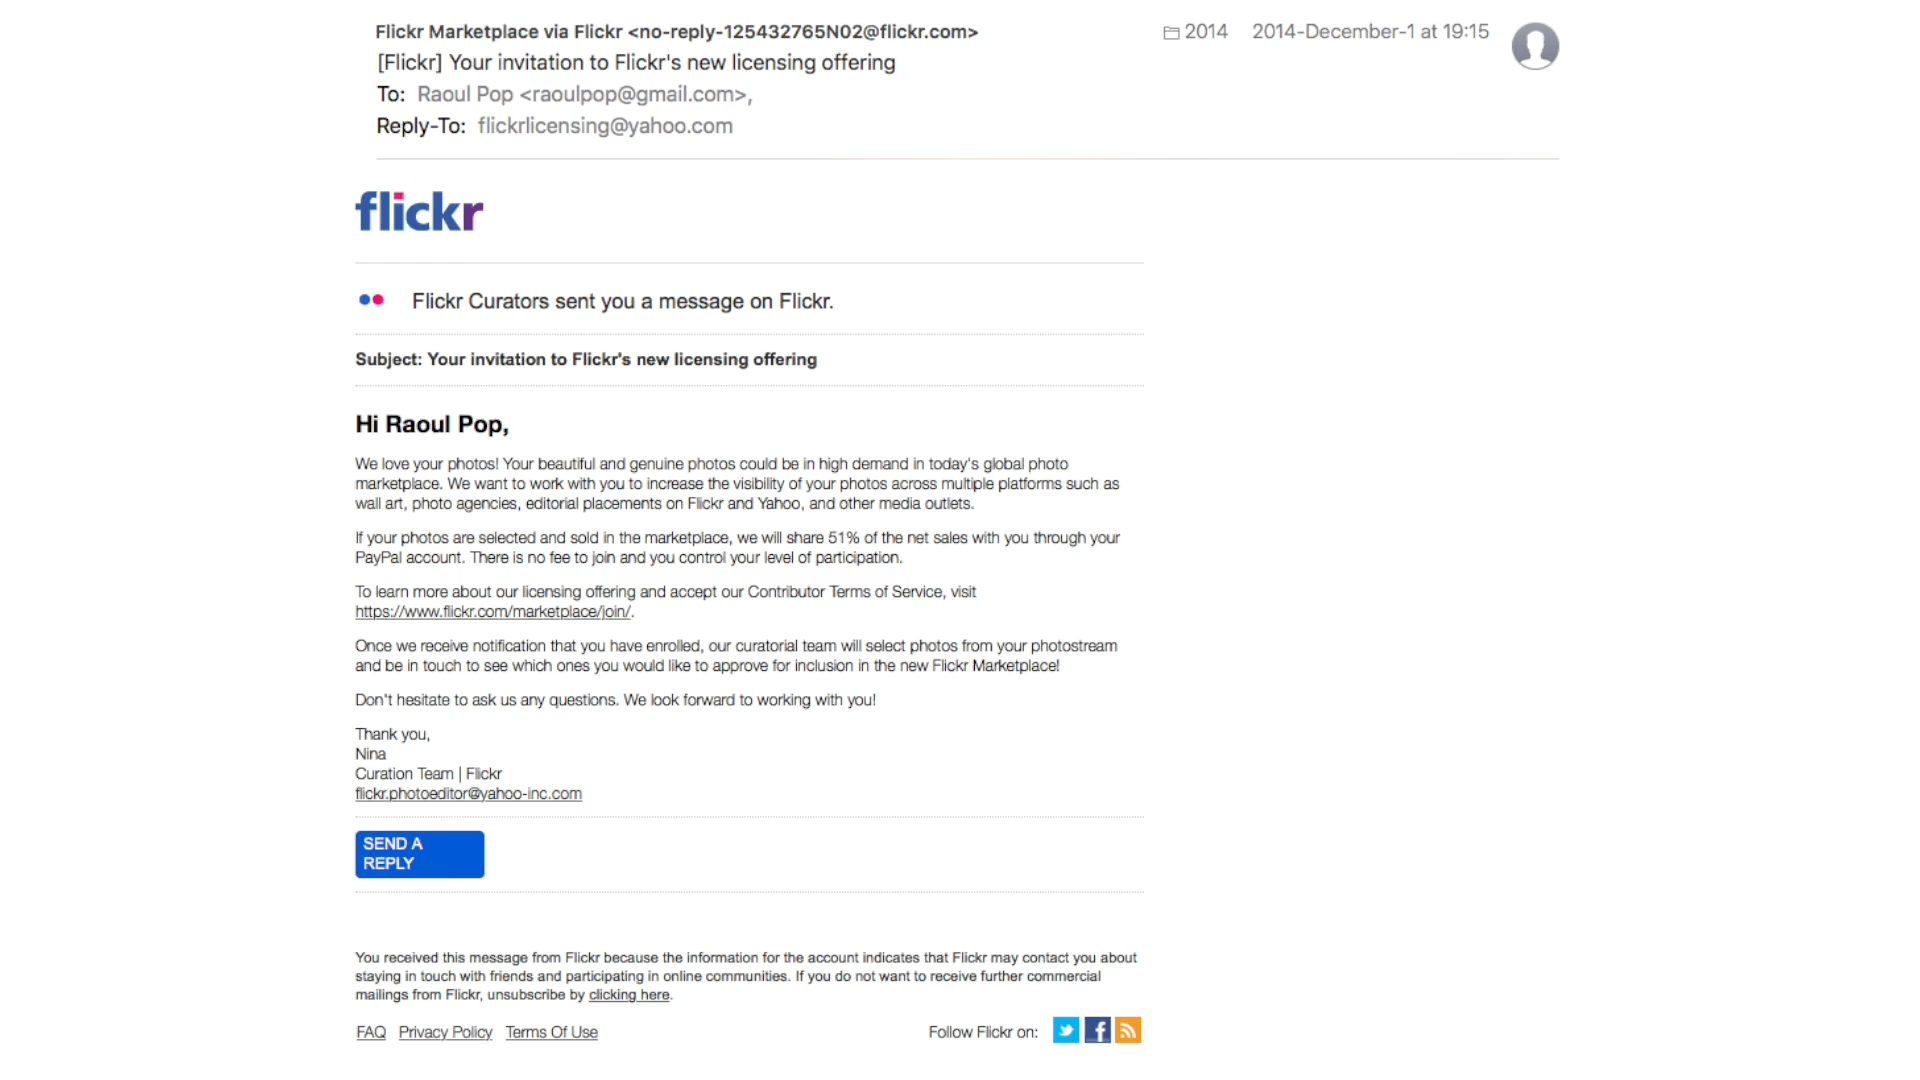 Flickr Marketplace via Flickr <no-reply-125432765N02@flickr.com>
2014 2014-December-1 at 19:15
[Flickr] Your invitation to Flickr's new licensing offering
To: Raoul Pop <raoulpop@gmail.com>,
Reply-To: flickrlicensing@yahoo.com
flickr
Flickr Curators sent you a message on Flickr.
Subject: Your invitation to Flickr's new licensing offering
Hi Raoul Pop,
We love your photos! Your beautiful and genuine photos could be in high demand in today's global photo
marketplace. We want to work with you to increase the visibility of your photos across multiple platforms such as
wall art, photo agencies, editorial placements on Flickr and Yahoo, and other media outlets.
If your photos are selected and sold in the marketplace, we will share 51% of the net sales with you through your
PayPal account. There is no fee to join and you control your level of participation.
To learn more about our licensing offering and accept our Contributor Terms of Service, visit
https://www.flickr.com/marketplace/join/.
Once we receive notification that you have enrolled, our curatorial team will select photos from your photostream
and be in touch to see which ones you would like to approve for inclusion in the new Flickr Marketplace!
Don't hesitate to ask us any questions. We look forward to working with you!
Thank you,
Nina
Curation Team | Flickr
flickr.photoeditor@yahoo-inc.com
SEND A
REPLY
You received this message from Flickr because the information for the account indicates that Flickr may contact you about
staying in touch with friends and participating in online communities. If you do not want to receive further commercial
mailings from Flickr, unsubscribe by clicking here.
FAQ Privacy Policy Terms Of Use
Follow Flickr on: